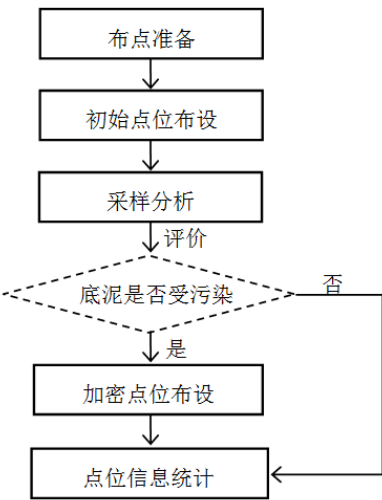 布点准备
初始点位布设
采样分析
评价
底泥是否受污染
否
是
加密点位布设
点位信息统计